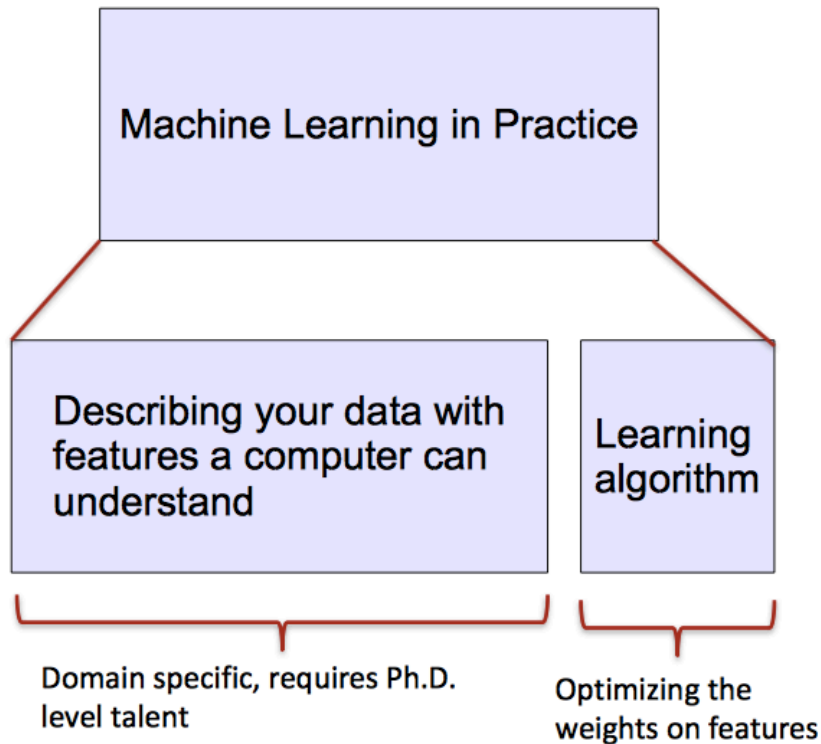 Machine Learning in Practice
Describing your data with
features a computer can
understand
Learning
algorithm
Domain specific, requires Ph.D.
level talent
Optimizing the
weights on features